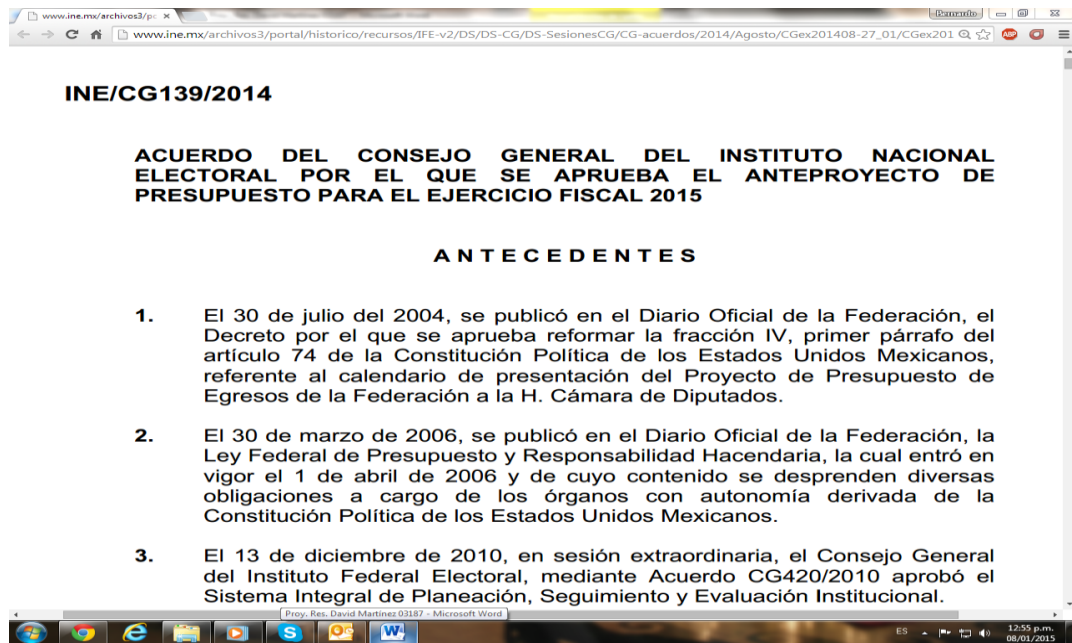 www.ine.mx/archivos3/po
Bernardo
www.ine.mx/archivos3/portal/historico/recursos/IFE-v2/DS/DS-CG/DS-SesionesCG/CG-acuerdos/2014/Agosto/CGex201408-27_01/CGex201
ABP
INE/CG139/2014
ACUERDO DEL CONSEJO GENERAL DEL INSTITUTO NACIONAL
ELECTORAL POR EL QUE SE APRUEBA EL ANTEPROYECTO DE
PRESUPUESTO PARA EL EJERCICIO FISCAL 2015
A N T E C E D E N T E S
1. El 30 de julio del 2004, se publicó en el Diario Oficial de la Federación, el
Decreto por el que se aprueba reformar la fracción IV, primer párrafo del
artículo 74 de la Constitución Política de los Estados Unidos Mexicanos,
referente al calendario de presentación del Proyecto de Presupuesto de
Egresos de la Federación a la H. Cámara de Diputados.
2. El 30 de marzo de 2006, se publicó en el Diario Oficial de la Federación, la
Ley Federal de Presupuesto y Responsabilidad Hacendaria, la cual entró en
vigor el 1 de abril de 2006 y de cuyo contenido se desprenden diversas
obligaciones a cargo de los órganos con autonomía derivada de la
Constitución Política de los Estados Unidos Mexicanos.
3. El 13 de diciembre de 2010, en sesión extraordinaria, el Consejo General
del Instituto Federal Electoral, mediante Acuerdo CG420/2010 aprobó el
Sistema Integral de Planeación, Seguimiento y Evaluación Institucional.
Proy. Res. David Martínez 03187 - Microsoft Word
ES
12:55 p.m.
08/01/2015